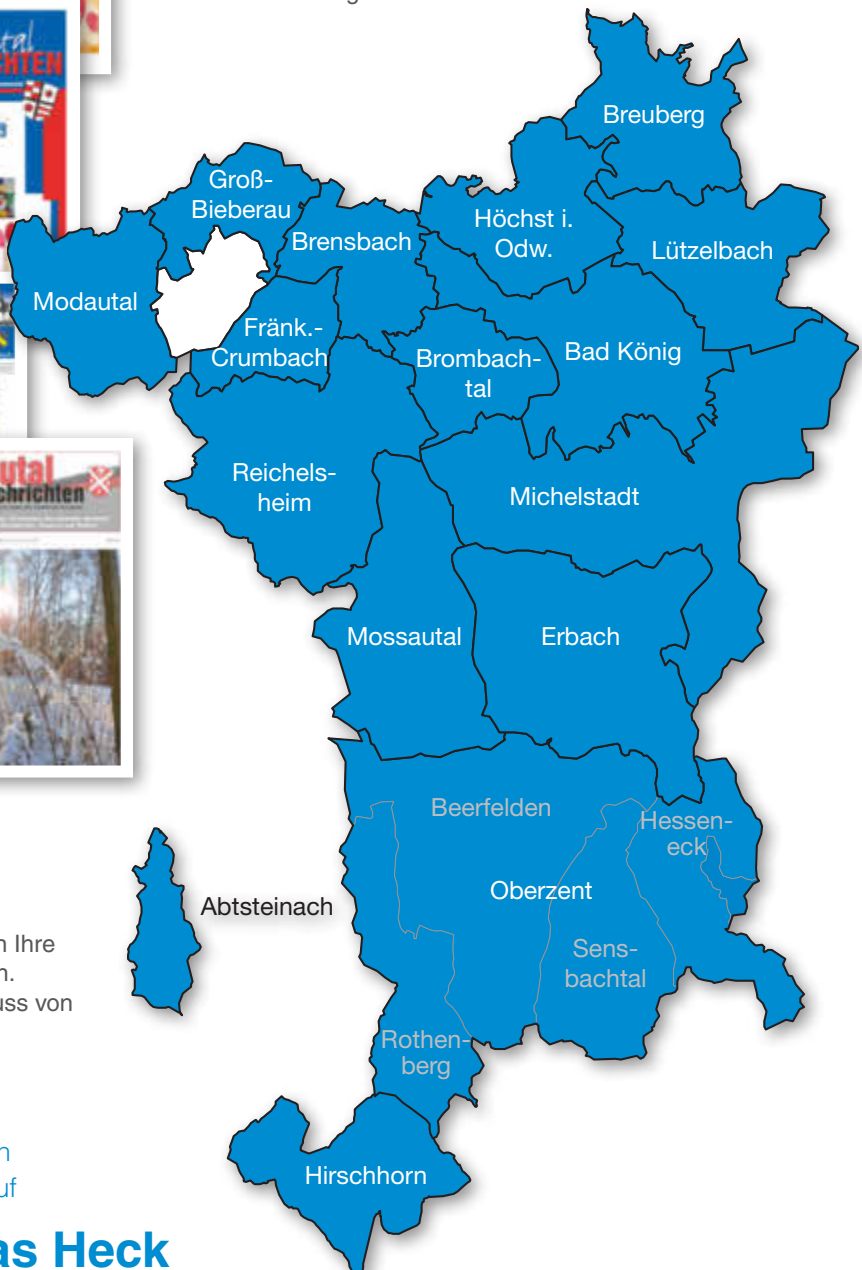 Breuberg
Groß-
Bieberau
Brensbach
Höchst i.
Odw.
Lützelbach
Modautal
Fränk.-
Crumbach
Brombach-
tal
Bad König
Reichels-
heim
Michelstadt
Mossautal
Erbach
Beerfelden
Hessen-
eck
Abtsteinach
Oberzent
Sens-
bachtal
Rothen-
berg
Hirschhorn
Ihre
uss von
uf
as Heck